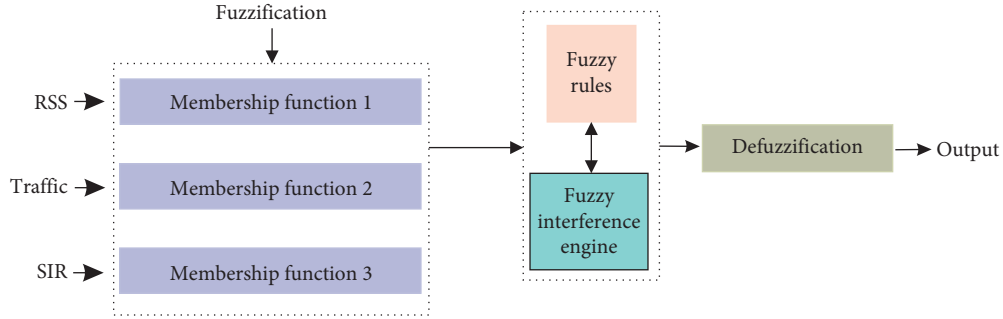 Fuzzification
RSS
Membership function 1
Traffic
Membership function 2
SIR
Membership function 3
Fuzzy
rules
Fuzzy
interference
engine
Defuzzification
Output